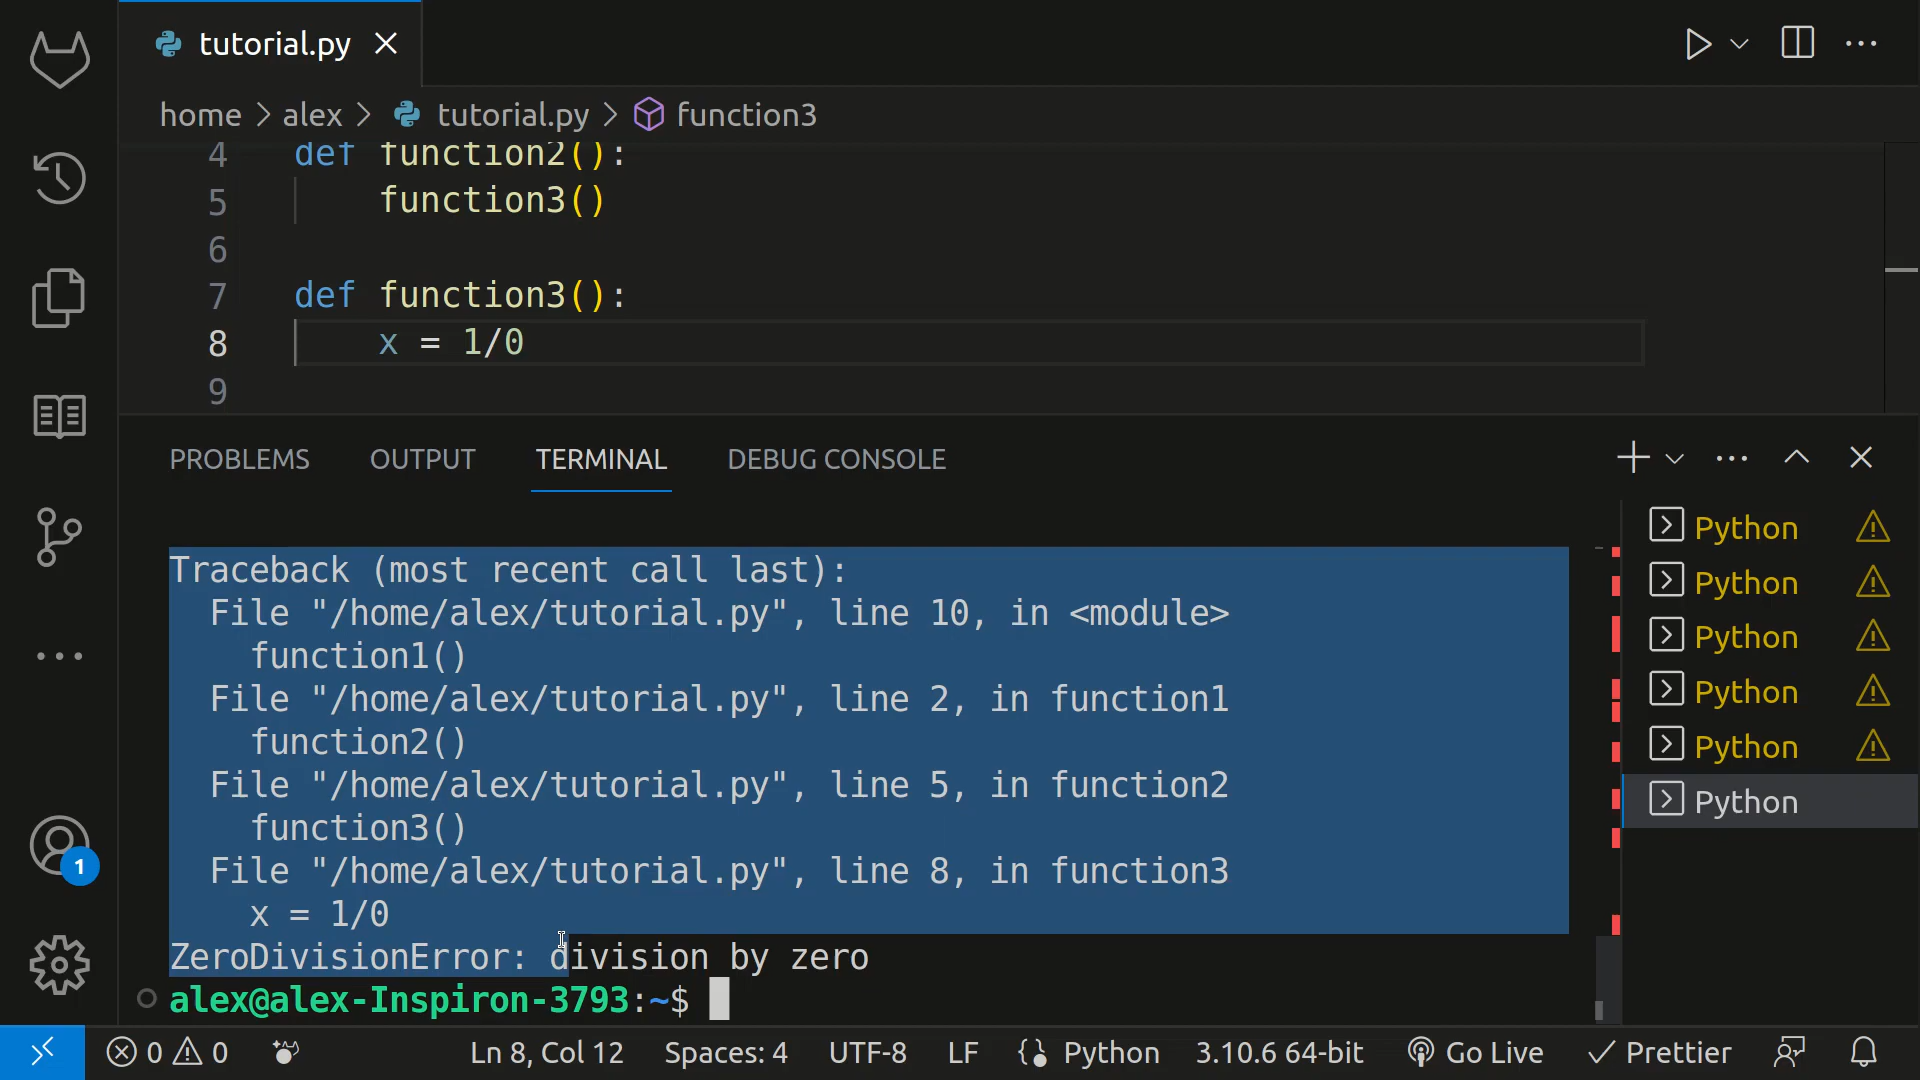 tutorial.py
home > alex > tutorial.py > function3
4 def function2():
5 function3()
6
7 def function3():
8 x = 1/0
9
PROBLEMS OUTPUT TERMINAL DEBUG CONSOLE
Traceback (most recent call last):
File "/home/alex/tutorial.py", line 10, in <module>
function1()
File "/home/alex/tutorial.py", line 2, in function1
function2()
File "/home/alex/tutorial.py", line 5, in function2
function3()
File "/home/alex/tutorial.py", line 8, in function3
x = 1/0
ZeroDivisionError: division by zero
alex@alex-Inspiron-3793:~$
Python
Python
Python
Python
Python
Python
1
0 0 Ln 8, Col 12 Spaces: 4 UTF-8 LF Python 3.10.6 64-bit Go Live Prettier